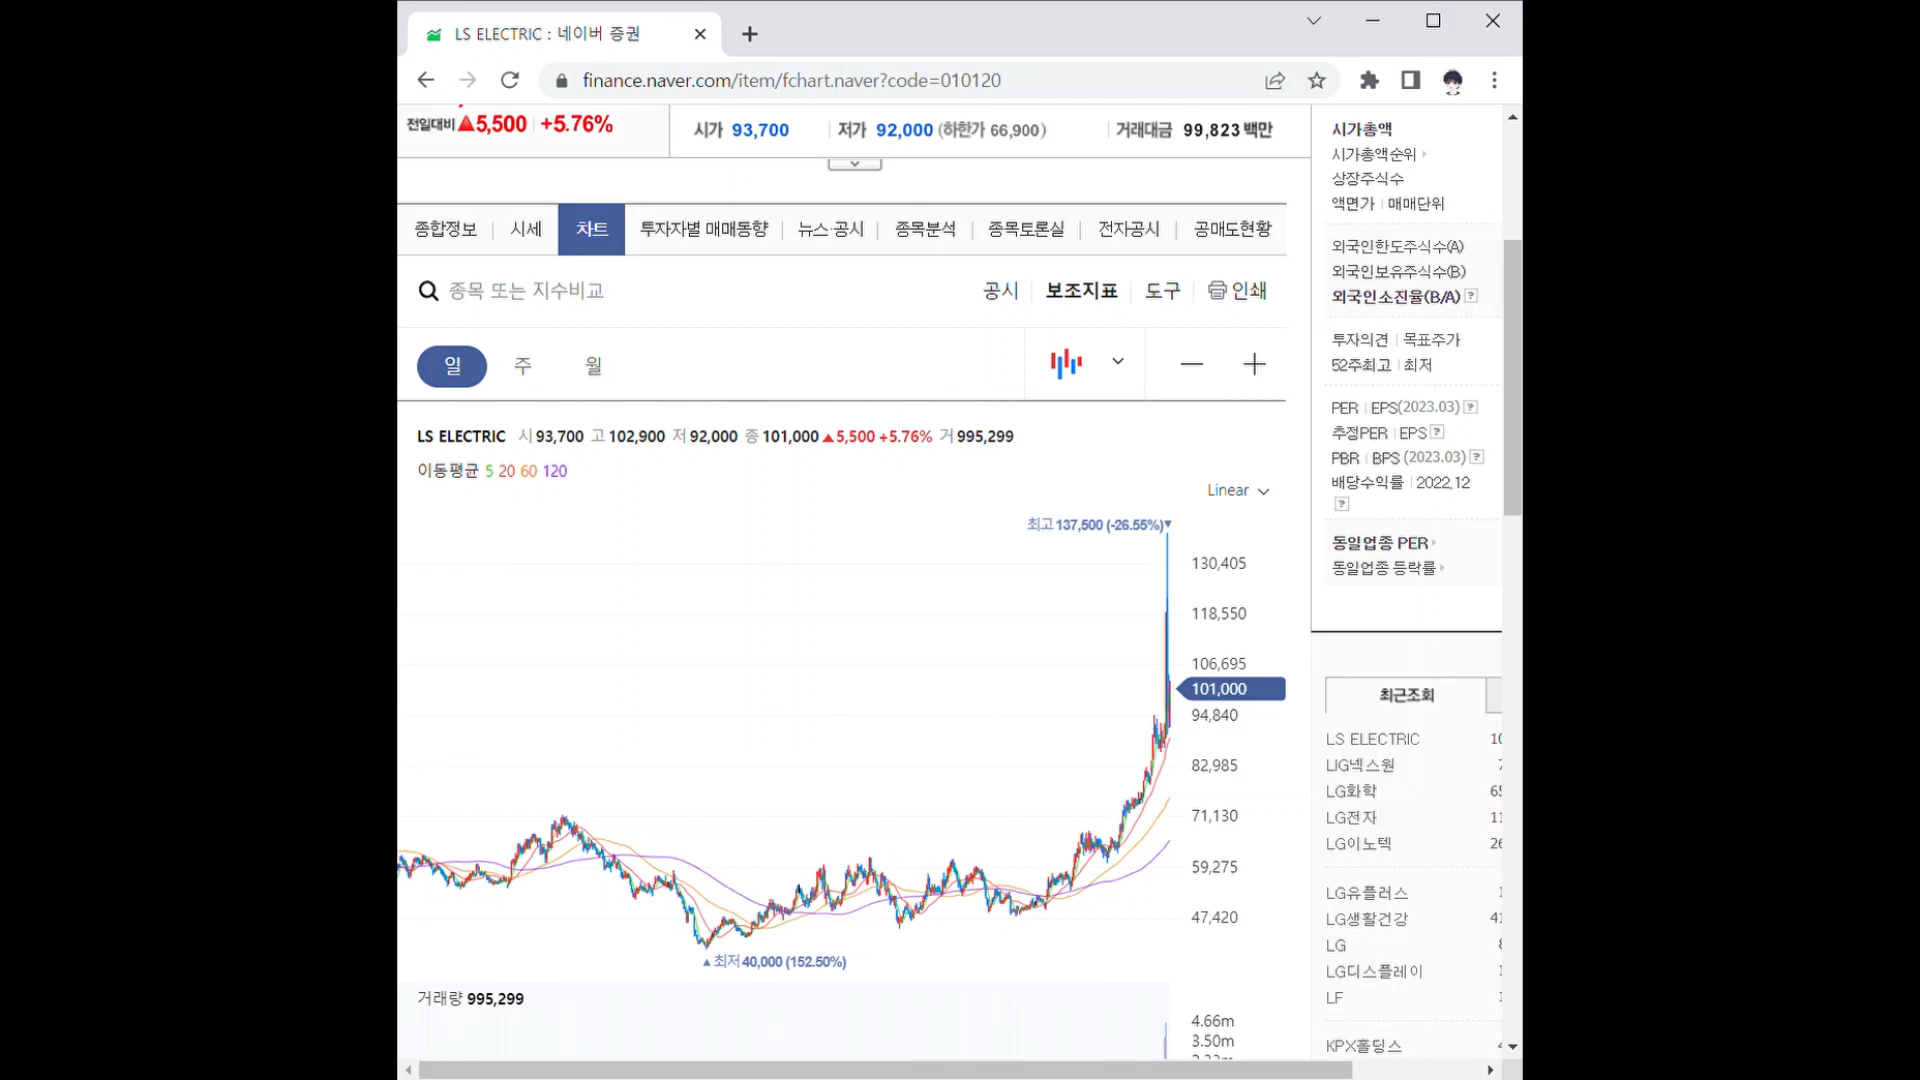 LS ELECTRIC : 네이버 증권
finance.naver.com/item/fchart.naver?code=010120
전일대비 ▲5,500 +5.76%
시가 93,700 저가 92,000 (하한가 66,900) 거래대금 99,823 백만
종합정보 시세 차트 투자자별 매매동향 뉴스·공시 종목분석 종목토론실 전자공시 공매도현황
종목 또는 지수비교 공시 보조지표 도구 인쇄
일 주 월
LS ELECTRIC 시 93,700 고 102,900 저 92,000 종 101,000 ▲5,500 +5.76% 거 995,299
이동평균 5 20 60 120
Linear
최고 137,500 (-26.55%)▼
130,405
118,550
106,695
101,000
94,840
82,985
71,130
59,275
47,420
▲최저 40,000 (152.50%)
거래량 995,299
4.66m
3.50m
시가총액
시가총액순위
상장주식수
액면가 | 매매단위
외국인한도주식수(A)
외국인보유주식수(B)
외국인소진율(B/A) ?
투자의견 | 목표주가
52주최고 | 최저
PER | EPS(2023.03) ?
추정PER | EPS ?
PBR | BPS (2023.03) ?
배당수익률 | 2022.12
?
동일업종 PER
동일업종 등락률
최근조회
LS ELECTRIC
LIG넥스원
LG화학
LG전자
LG이노텍
LG유플러스
LG생활건강
LG
LG디스플레이
LF
KPX홀딩스